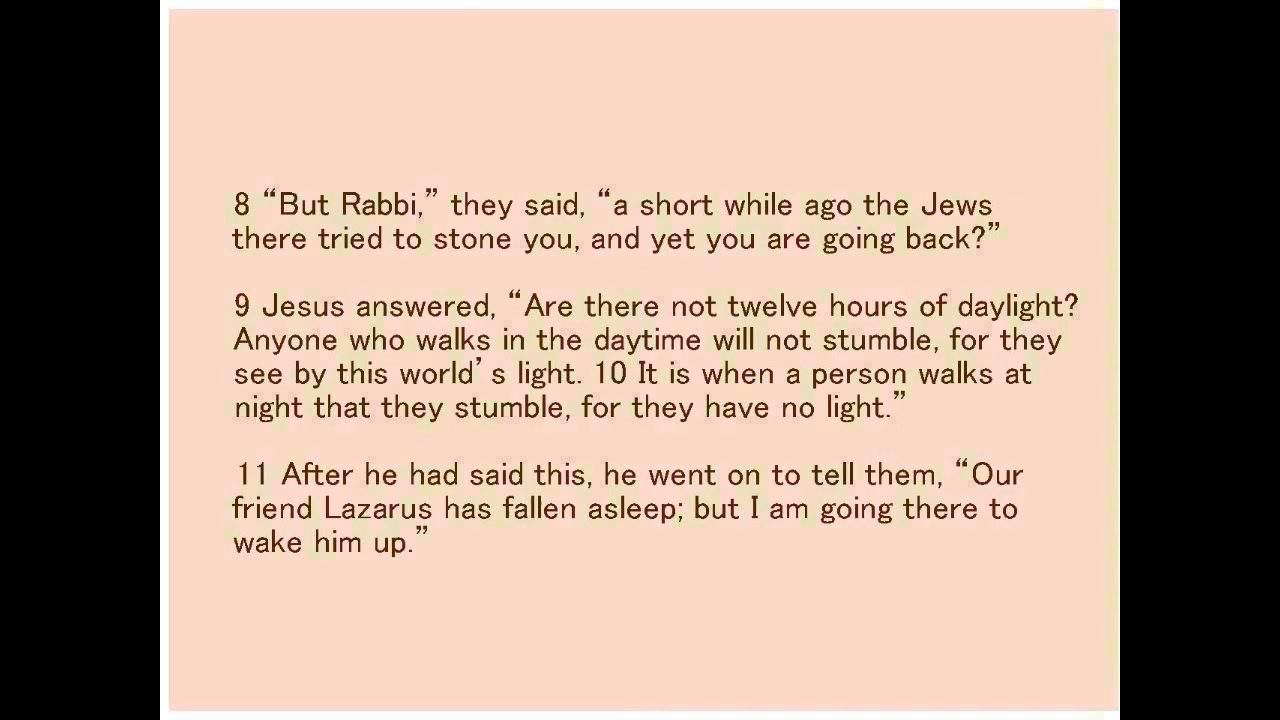 8 “But Rabbi,” they said, “a short while ago the Jews
there tried to stone you, and yet you are going back?”
9 Jesus answered, “Are there not twelve hours of daylight?
Anyone who walks in the daytime will not stumble, for they
see by this world’s light. 10 It is when a person walks at
night that they stumble, for they have no light.”
11 After he had said this, he went on to tell them, “Our
friend Lazarus has fallen asleep; but I am going there to
wake him up.”